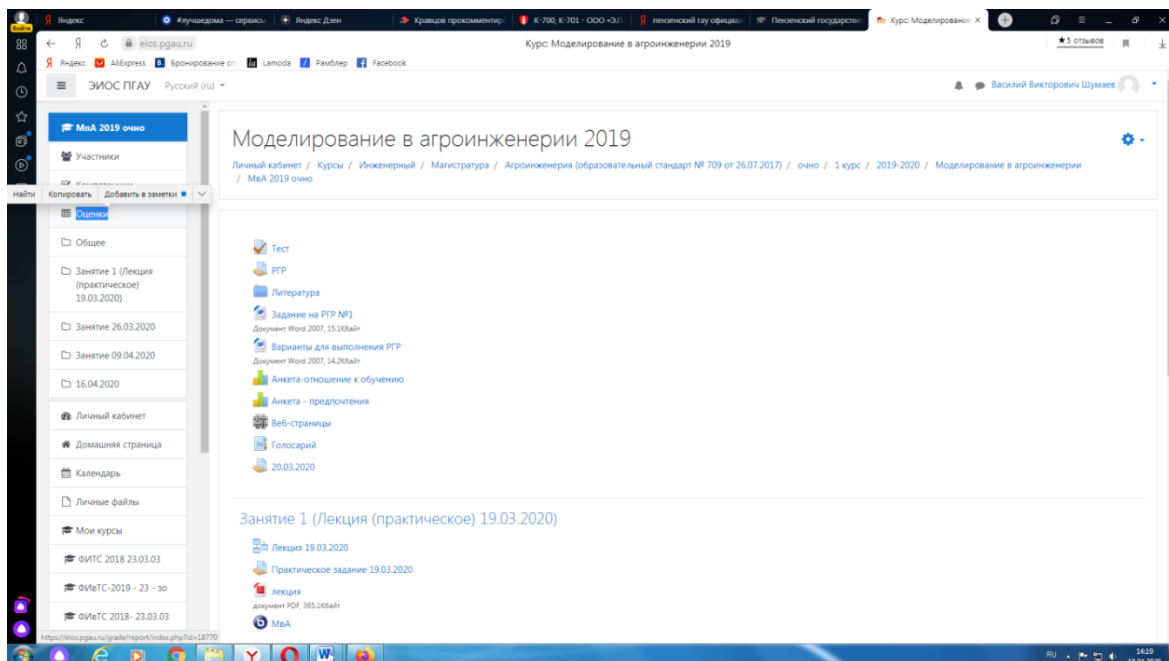 Войти
Яндекс
#лучшедома — сервисы
Яндекс Дзен
Кравцов прокомментиро
К-700, К-701 - ООО «ЗЛ
пензенский гау официал
Пензенский государстве
Курс: Моделирование
eios.pgau.ru
Курс: Моделирование в агроинженерии 2019
★ 5 отзывов
Яндекс
AliExpress
Бронирование от
Lamoda
Рамблер
Facebook
ЭИОС ПГАУ Русский (ru)
Василий Викторович Шумаев
МвА 2019 очно
Участники
Найти Копировать Добавить в заметки
Оценки
Общее
Занятие 1 (Лекция
(практическое)
19.03.2020)
Занятие 26.03.2020
Занятие 09.04.2020
16.04.2020
Личный кабинет
Домашняя страница
Календарь
Личные файлы
Мои курсы
ФИТС 2018 23.03.03
ФИвТС-2019 - 23 - зо
ФИвТС 2018- 23.03.03
https://eios.pgau.ru/grade/report/index.php?id=18770
Моделирование в агроинженерии 2019
Личный кабинет / Курсы / Инженерный / Магистратура / Агроинженерия (образовательный стандарт № 709 от 26.07.2017) / очно / 1 курс / 2019-2020 / Моделирование в агроинженерии
/ МвА 2019 очно
Тест
РГР
Литература
Задание на РГР №1
Документ Word 2007, 15.1Кбайт
Варианты для выполнения РГР
Документ Word 2007, 14.2Кбайт
Анкета-отношение к обучению
Анкета - предпочтения
Веб-страницы
Голосарий
20.03.2020
Занятие 1 (Лекция (практическое) 19.03.2020)
Лекция 19.03.2020
Практическое задание 19.03.2020
лекция
документ PDF, 365.1Кбайт
МвА
RU
14:19